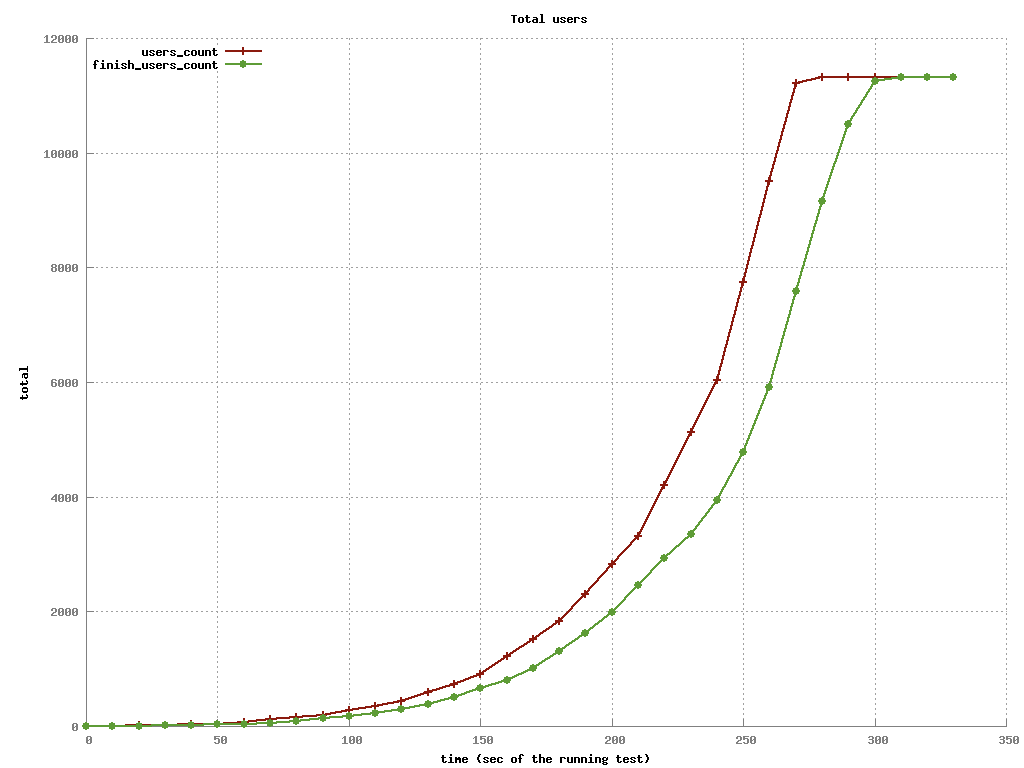 Total users
users_count
finish_users_count
12000
10000
8000
6000
4000
2000
0
total
0 50 100 150 200 250 300 350
time (sec of the running test)